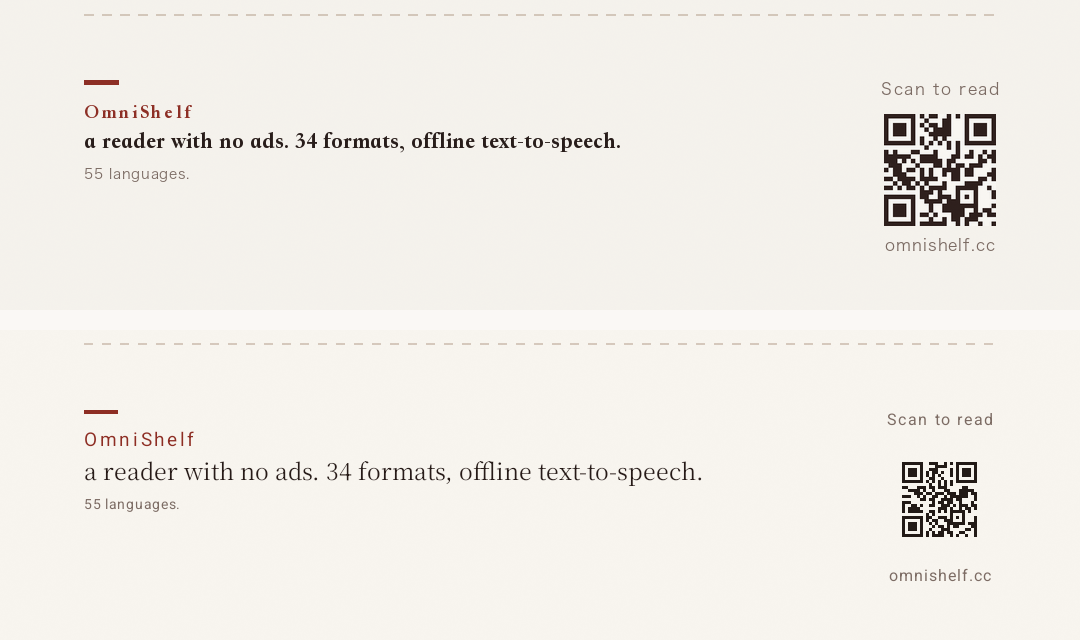 Scan to read
OmniShelf
a reader with no ads. 34 formats, offline text-to-speech.
55 languages.
omnishelf.cc
Scan to read
OmniShelf
a reader with no ads. 34 formats, offline text-to-speech.
55 languages.
omnishelf.cc